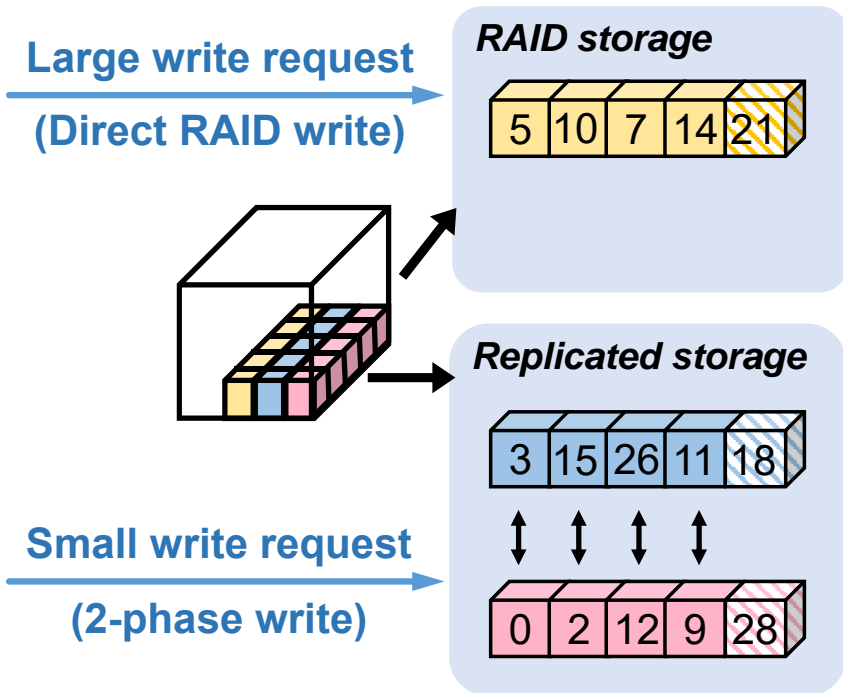 Large write request
(Direct RAID write)
RAID storage
5 10 7 14 21
Replicated storage
3 15 26 11 18
Small write request
(2-phase write)
0 2 12 9 28